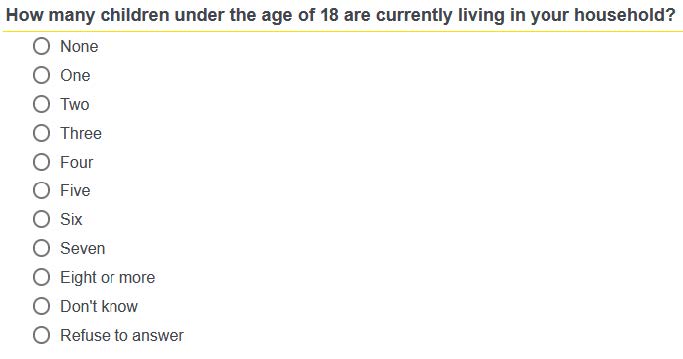 How many children under the age of 18 are currently living in your household?
None
One
Two
Three
Four
Five
Six
Seven
Eight or more
Don't know
Refuse to answer